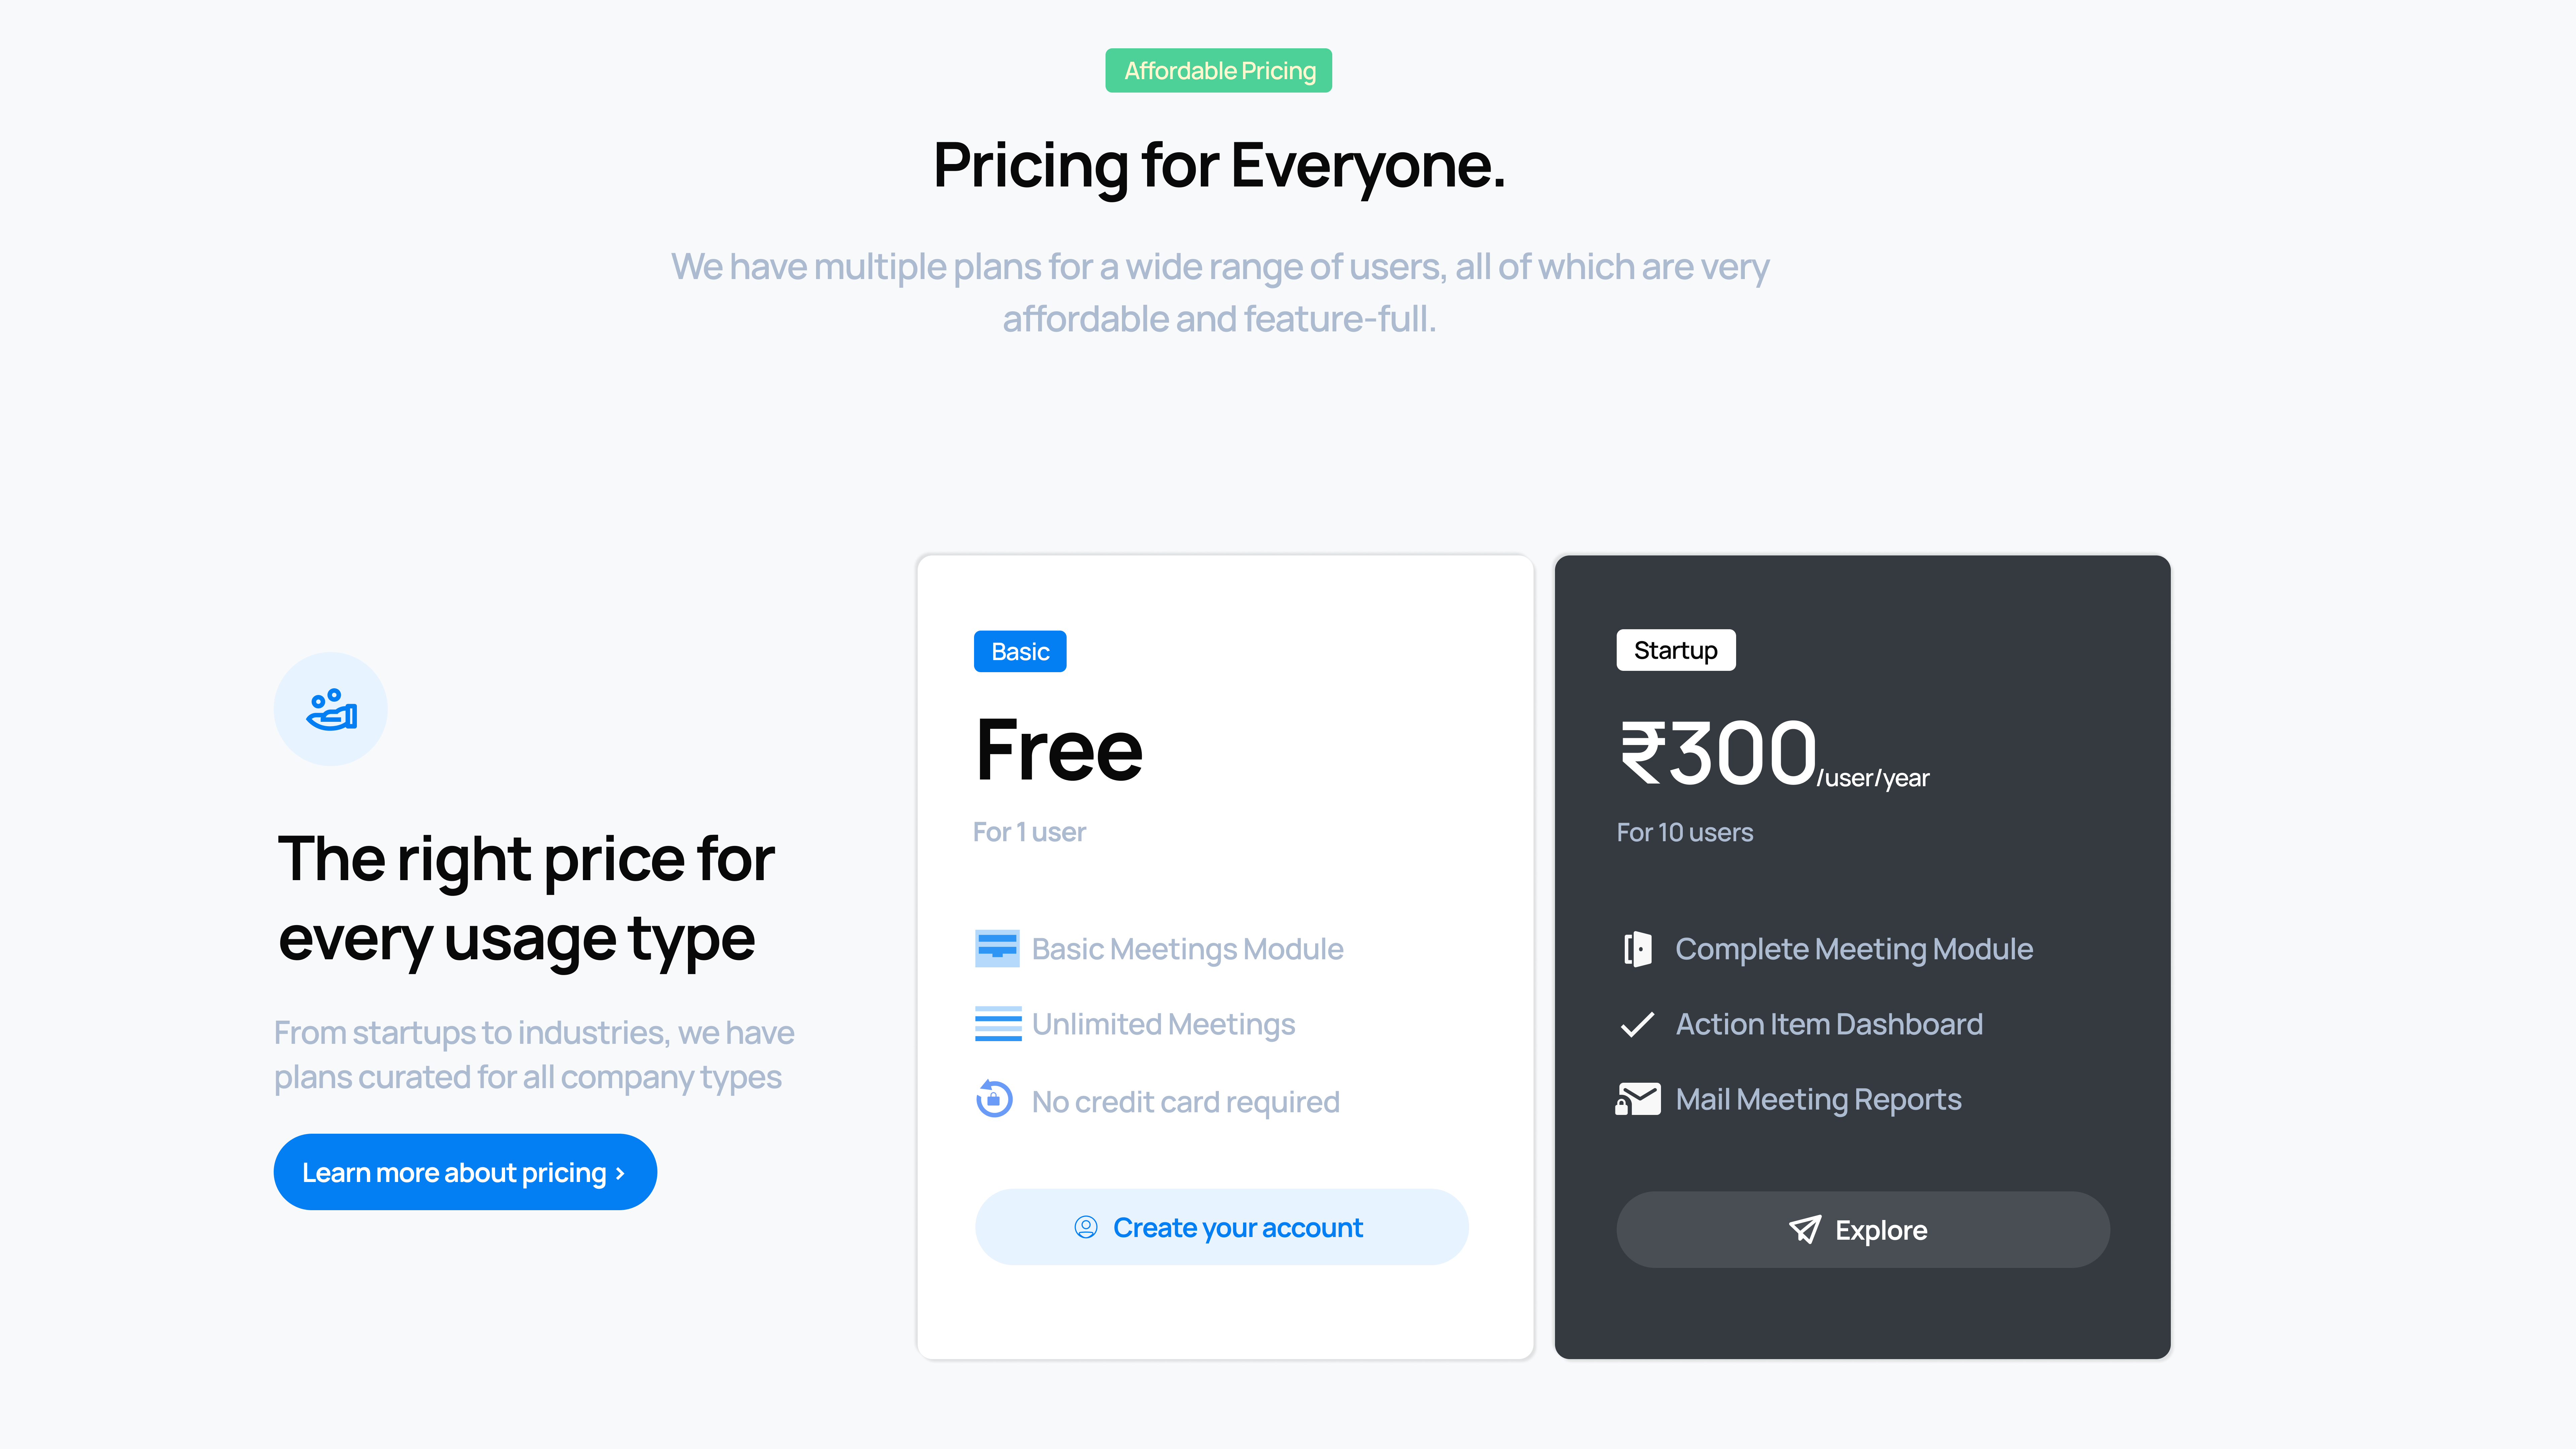 Affordable Pricing
Pricing for Everyone.
We have multiple plans for a wide range of users, all of which are very
affordable and feature-full.
The right price for
every usage type
From startups to industries, we have
plans curated for all company types
Learn more about pricing >
Basic
Free
For 1 user
Basic Meetings Module
Unlimited Meetings
No credit card required
Create your account
Startup
₹300/user/year
For 10 users
Complete Meeting Module
Action Item Dashboard
Mail Meeting Reports
Explore